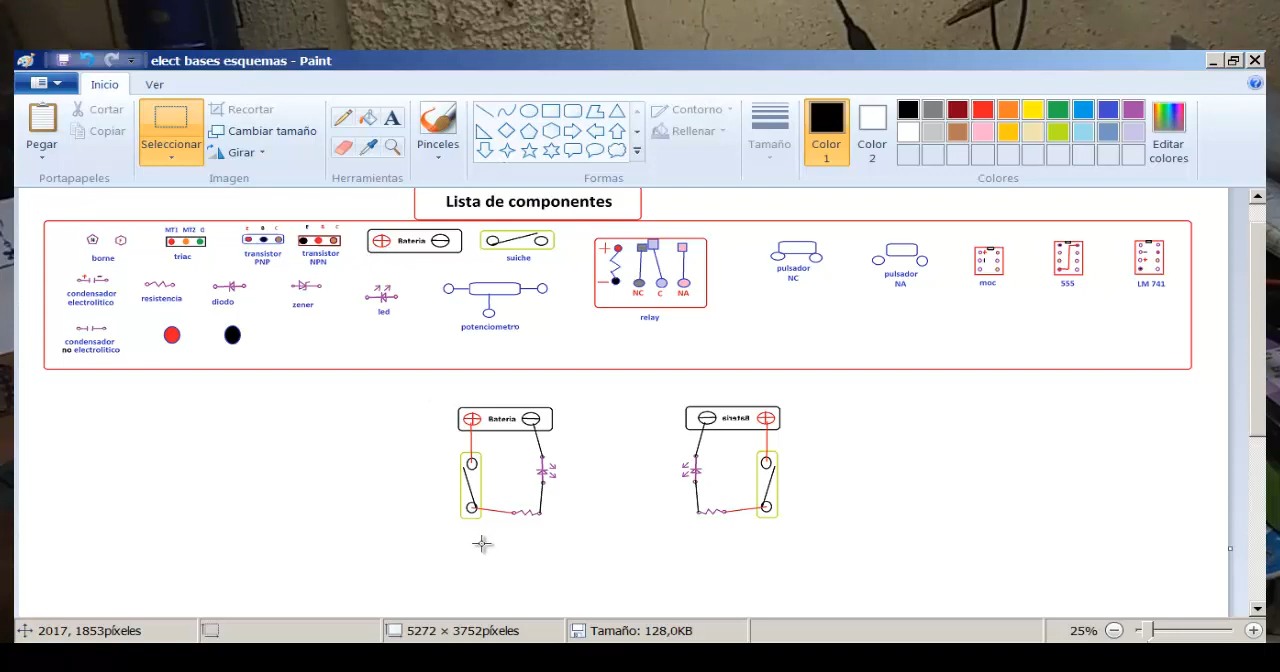 elect bases esquemas - Paint
Inicio Ver
Pegar
Cortar
Copiar
Portapapeles
Seleccionar
Recortar
Cambiar tamaño
Girar
Imagen
A
Herramientas
Pinceles
Contorno
Rellenar
Formas
Tamaño
Color 1
Color 2
Editar colores
Colores
Lista de componentes
N F
borne
MT1 MT2 G
triac
E B C
transistor PNP
E B C
transistor NPN
Bateria
suiche
condensador electrolitico
resistencia
diodo
zener
led
potenciometro
NC C NA
relay
pulsador NC
pulsador NA
moc
555
LM 741
condensador no electrolitico
Bateria
Bateria
2017, 1853píxeles
5272 × 3752píxeles
Tamaño: 128,0KB
25%